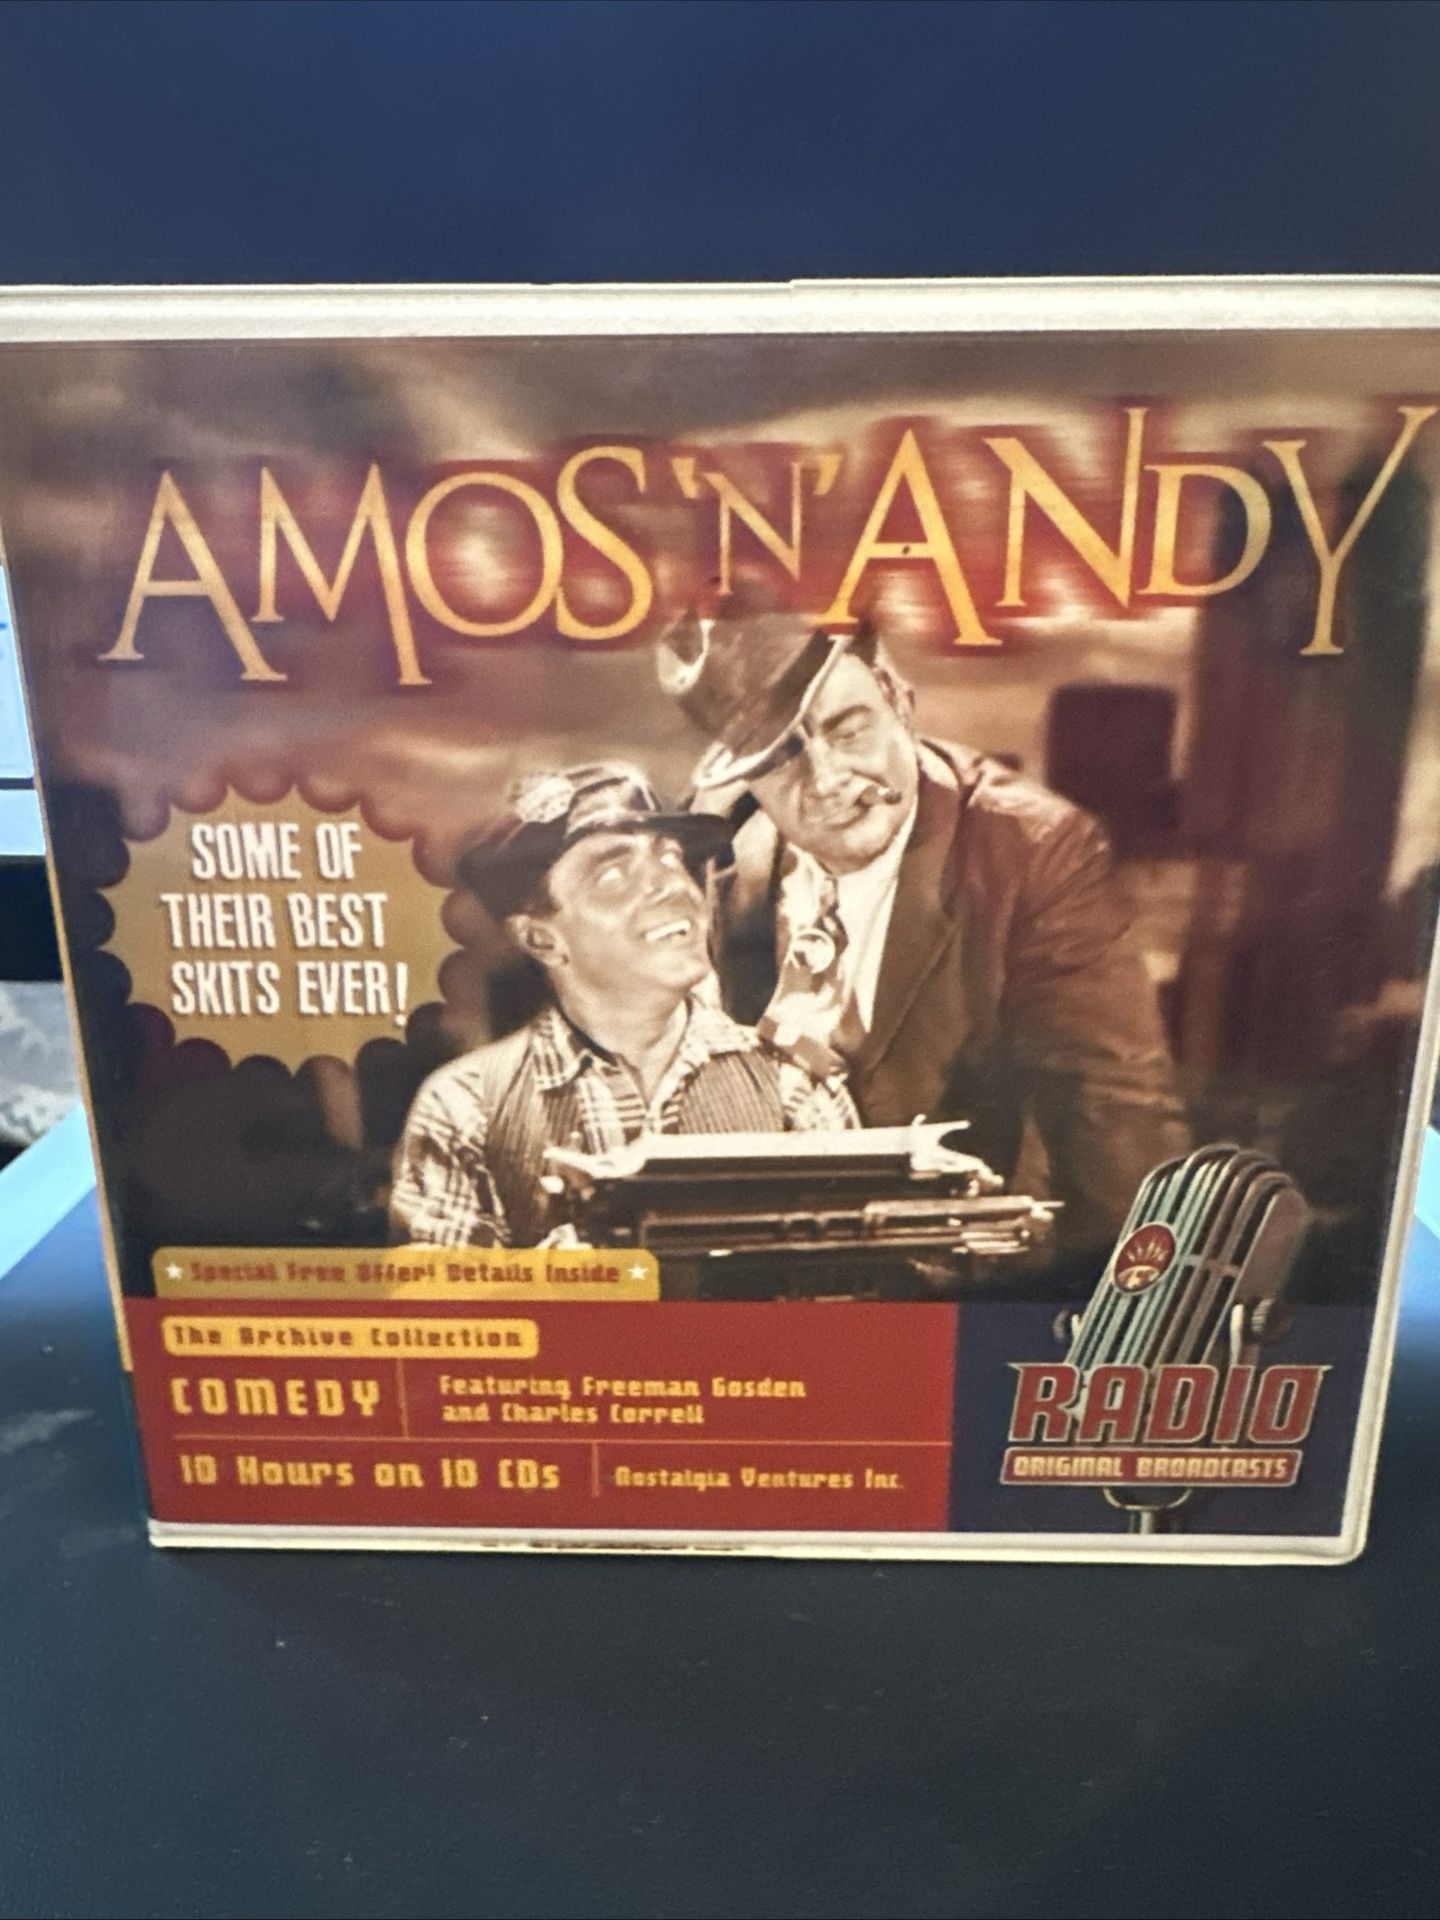 AMOS 'N' ANDY
SOME OF
THEIR BEST
SKITS EVER!
Special Free Offer! Details Inside
The Archive Collection
COMEDY
Featuring Freeman Gosden
and Charles Correll
10 Hours on 10 CDs
Nostalgia Ventures Inc.
RADIO
ORIGINAL BROADCASTS